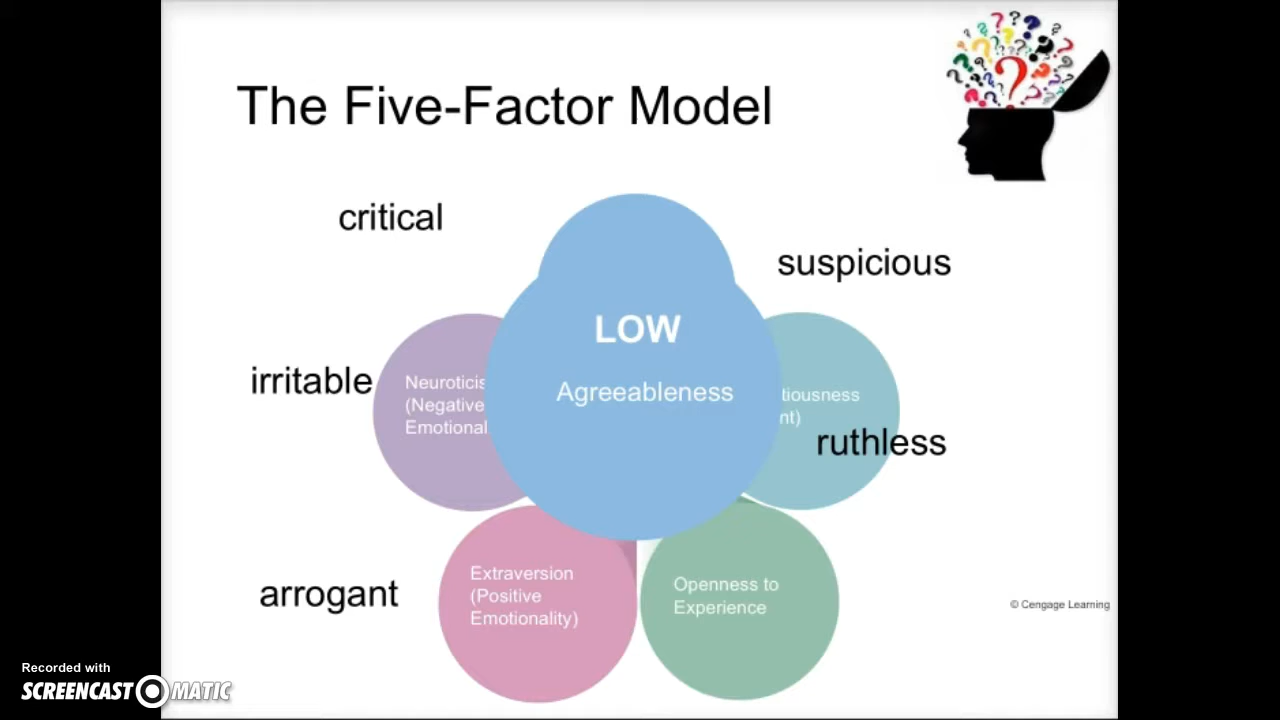 The Five-Factor Model
critical
suspicious
LOW
Agreeableness
irritable
Neuroticis
(Negative
Emotional
tiousness
nt)
ruthless
Extraversion
(Positive
Emotionality)
Openness to
Experience
arrogant
© Cengage Learning
Recorded with
SCREENCAST MATIC